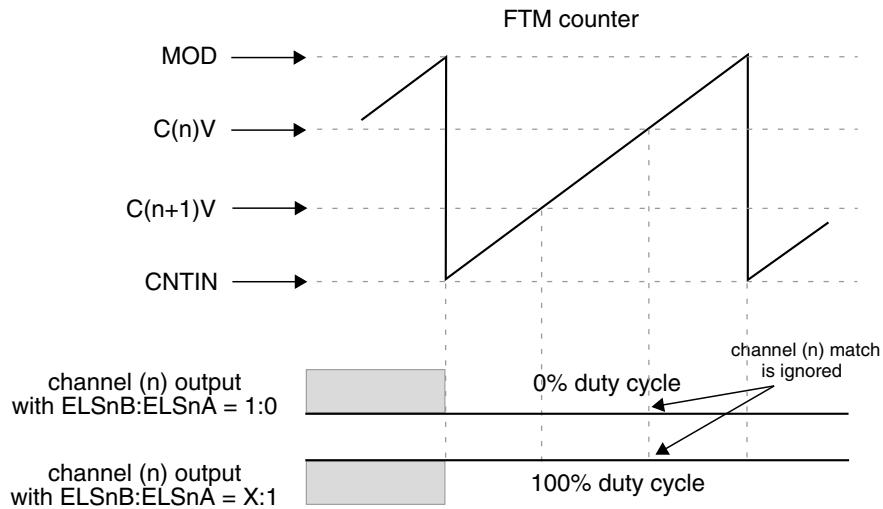 FTM counter
MOD
C(n)V
C(n+1)V
CNTIN
channel (n) match
is ignored
channel (n) output
with ELSnB:ELSnA = 1:0
0% duty cycle
channel (n) output
with ELSnB:ELSnA = X:1
100% duty cycle